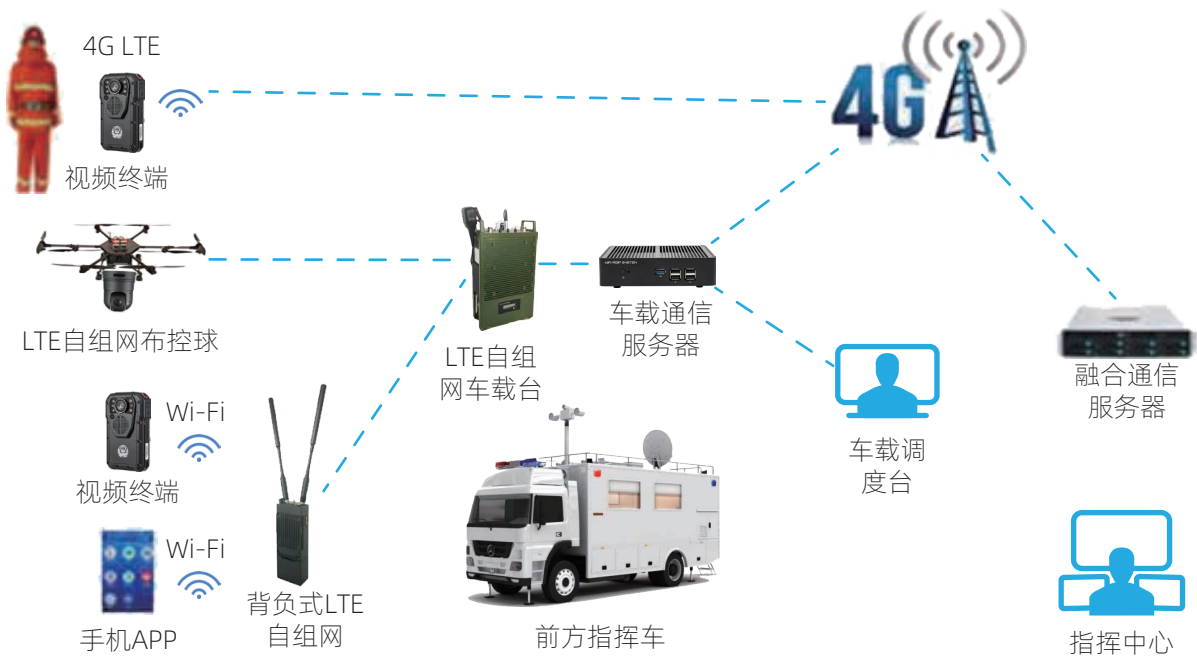 4G LTE
4G
视频终端
LTE自组网布控球
车载通信
服务器
LTE自组
网车载台
融合通信
服务器
Wi-Fi
视频终端
车载调
度台
Wi-Fi
手机APP
背负式LTE
自组网
前方指挥车
指挥中心